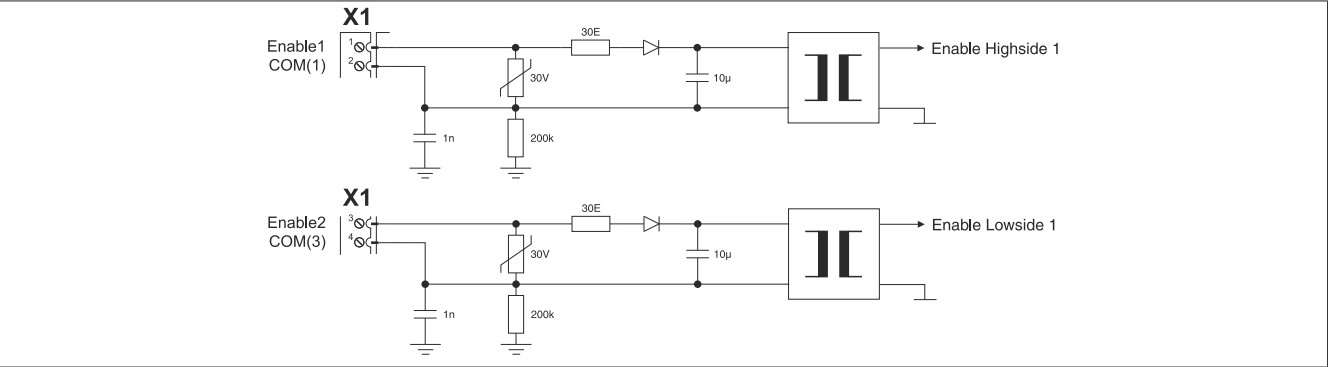 X1
30E
Enable1
1
Enable Highside 1
COM(1)
2
30V
10µ
1n
200k
X1
30E
Enable2
3
Enable Lowside 1
COM(3)
4
30V
10µ
1n
200k